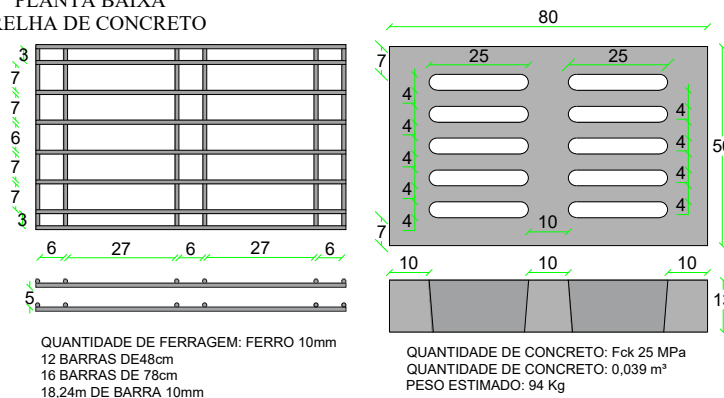 PLANTA BAIXA
RELHA DE CONCRETO
3
7
7
6
7
7
3
6 27 6 27 6
5
QUANTIDADE DE FERRAGEM: FERRO 10mm
12 BARRAS DE48cm
16 BARRAS DE 78cm
18,24m DE BARRA 10mm
80
7
25 25
4 4
4 4
4 4
4 4
4
7
10
10 10 10
QUANTIDADE DE CONCRETO: Fck 25 MPa
QUANTIDADE DE CONCRETO: 0,039 m³
PESO ESTIMADO: 94 Kg